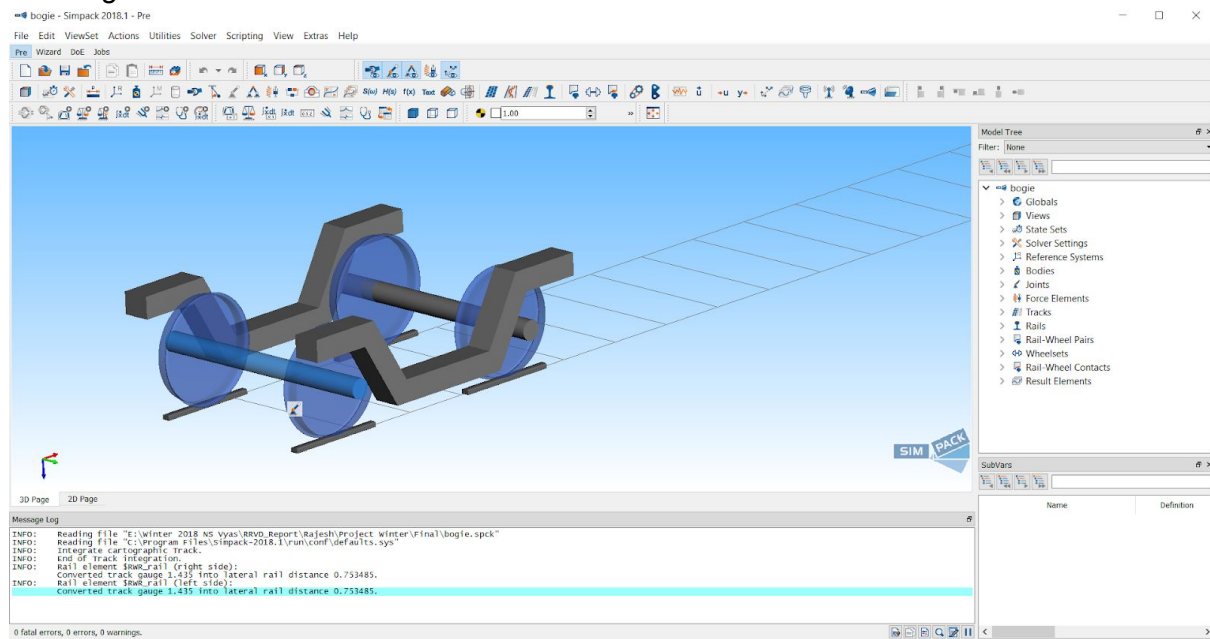 bogie - Simpack 2018.1 - Pre
File Edit ViewSet Actions Utilities Solver Scripting View Extras Help
Pre Wizard DoE Jobs
S(ω) H(s) f(x) Text
1.00
Model Tree
Filter: None
bogie
Globals
Views
State Sets
Solver Settings
Reference Systems
Bodies
Joints
Force Elements
Tracks
Rails
Rail-Wheel Pairs
Wheelsets
Rail-Wheel Contacts
Result Elements
SIMPACK
SubVars
Name Definition
3D Page 2D Page
Message Log
INFO: Reading file "E:\Winter 2018 NS Vyas\RRVD_Report\Rajesh\Project Winter\Final\bogie.spck"
INFO: Reading file "C:\Program Files\Simpack-2018.1\run\conf\defaults.sys"
INFO: Integrate cartographic Track.
INFO: End of Track integration.
INFO: Rail element $RWR_rail (right side):
Converted track gauge 1.435 into lateral rail distance 0.753485.
INFO: Rail element $RWR_rail (left side):
Converted track gauge 1.435 into lateral rail distance 0.753485.
0 fatal errors, 0 errors, 0 warnings.